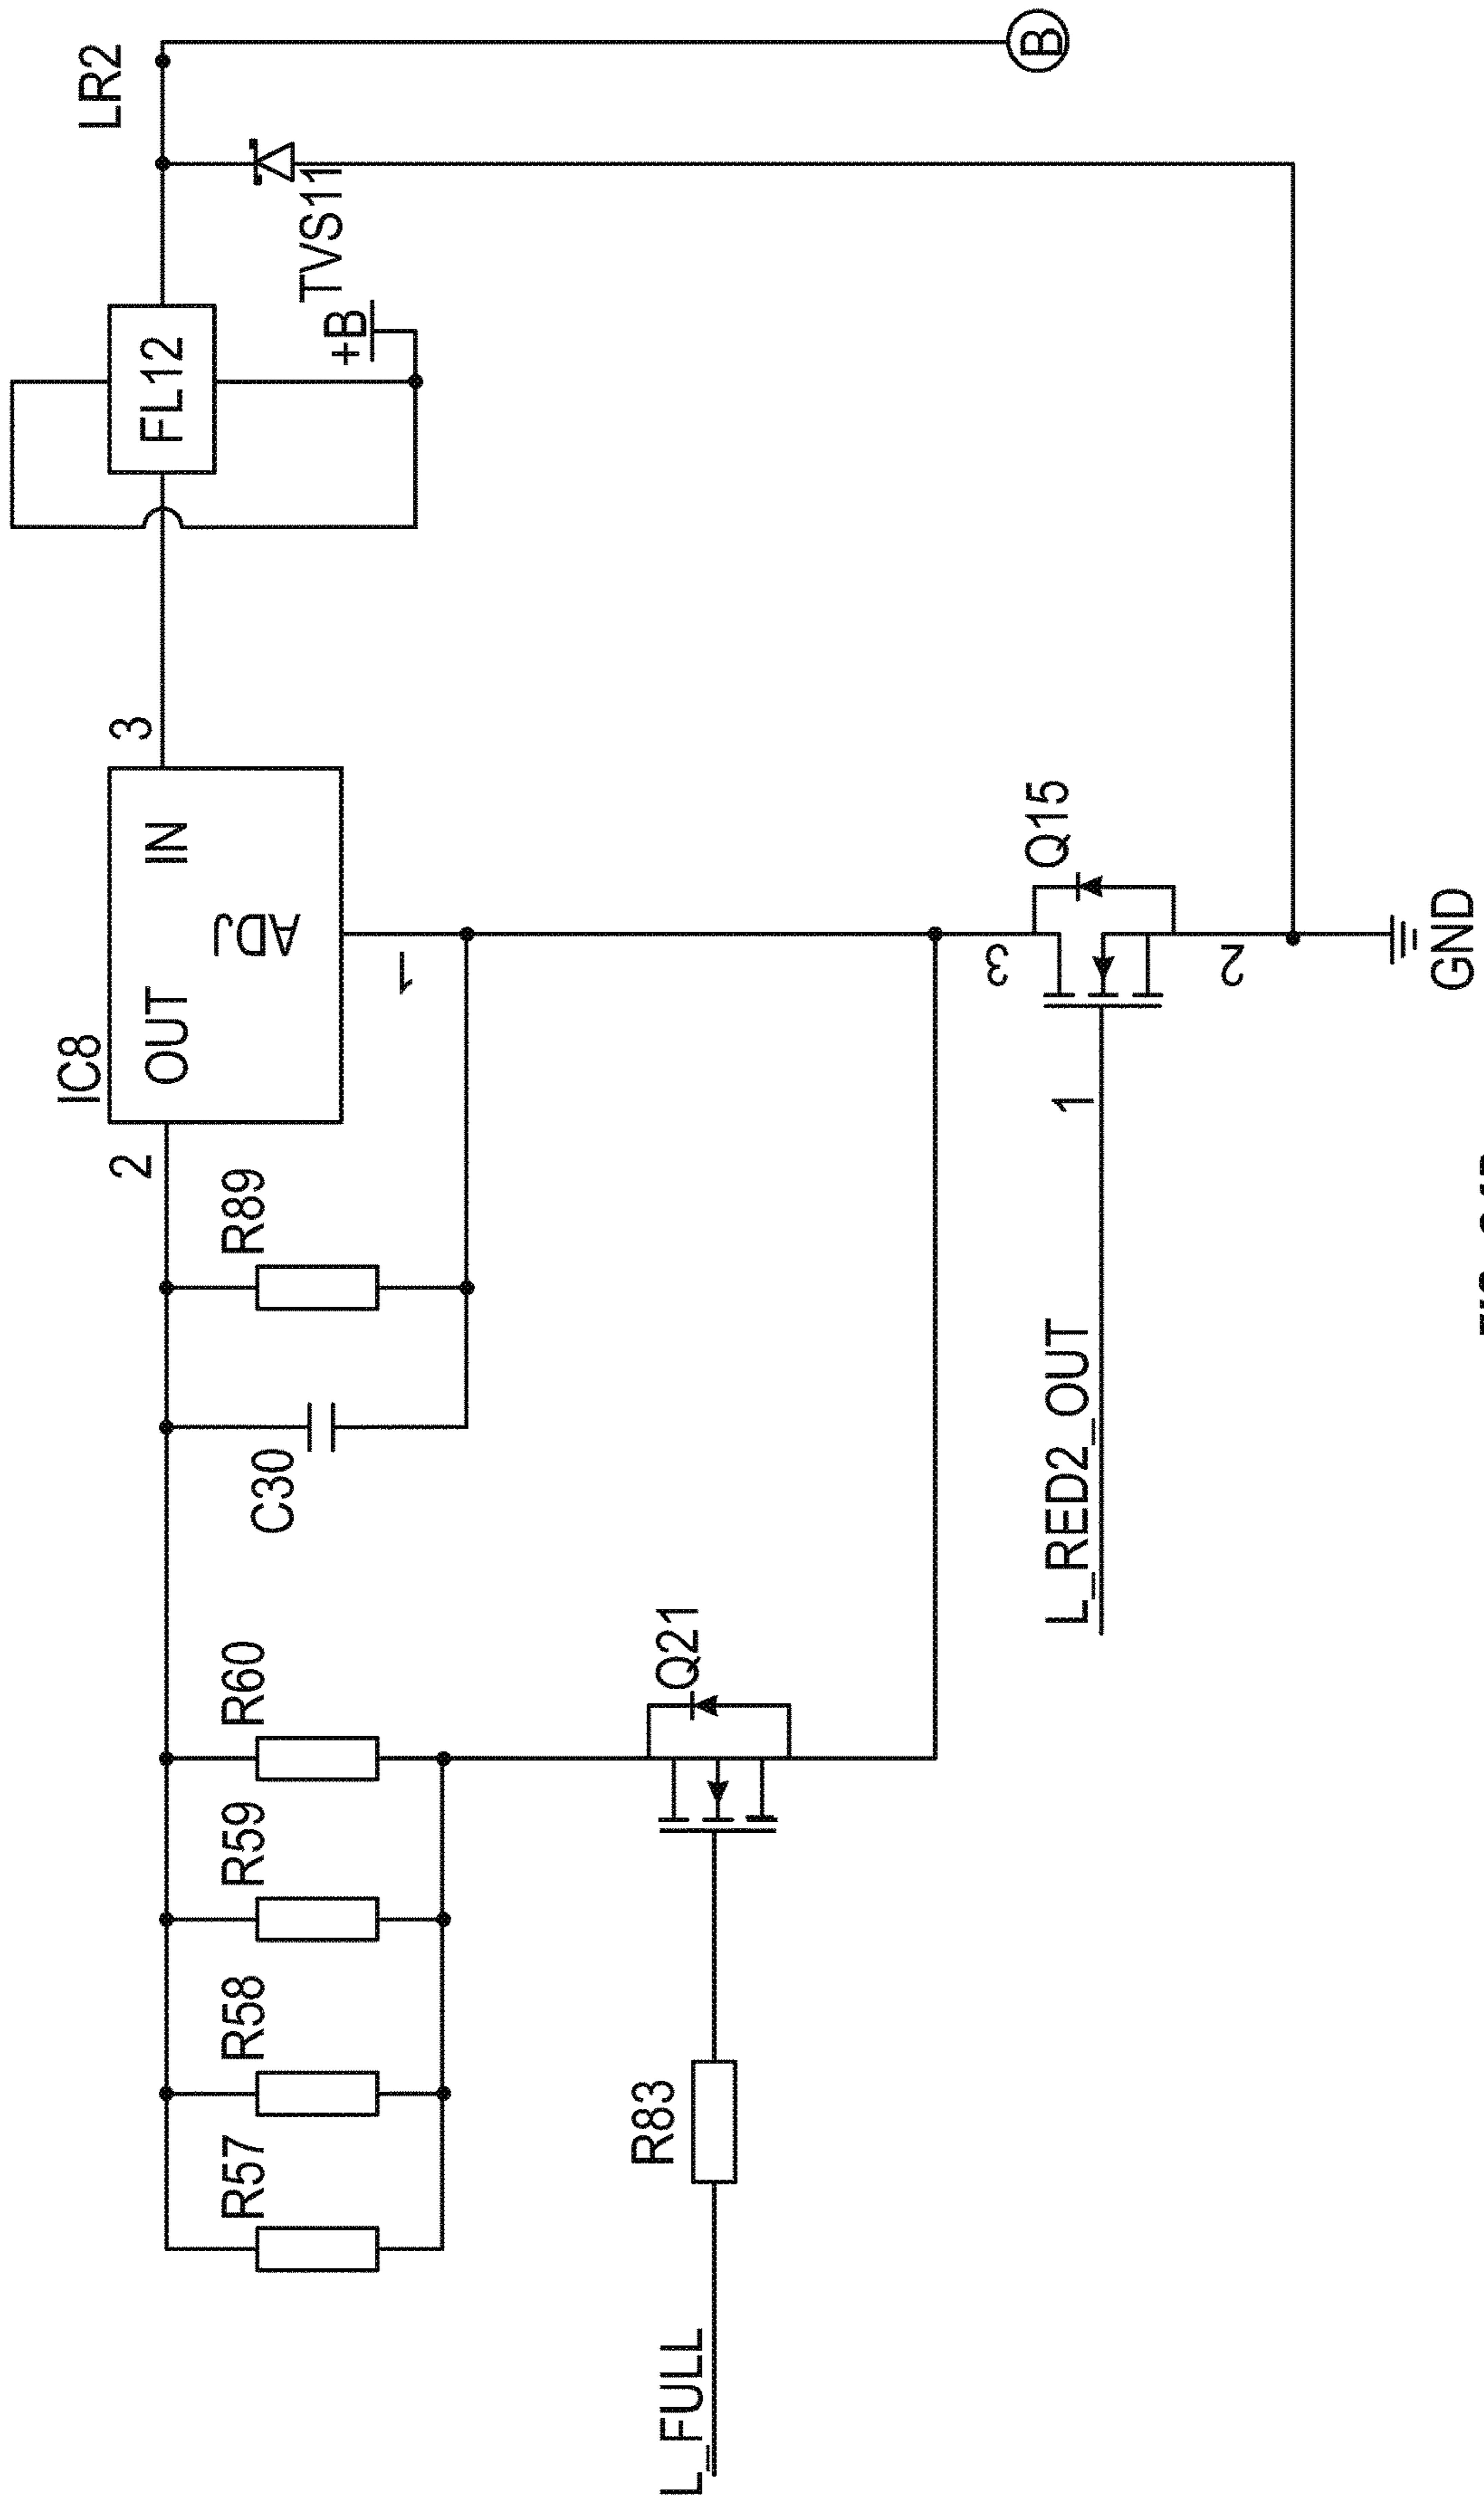 LR2
B
TVS11
+B
FL12
3
IC8
OUT
IN
ADJ
2
1
R89
C30
R60
R59
R58
R57
Q21
R83
L_FULL
Q15
3
2
1
L_RED2_OUT
GND